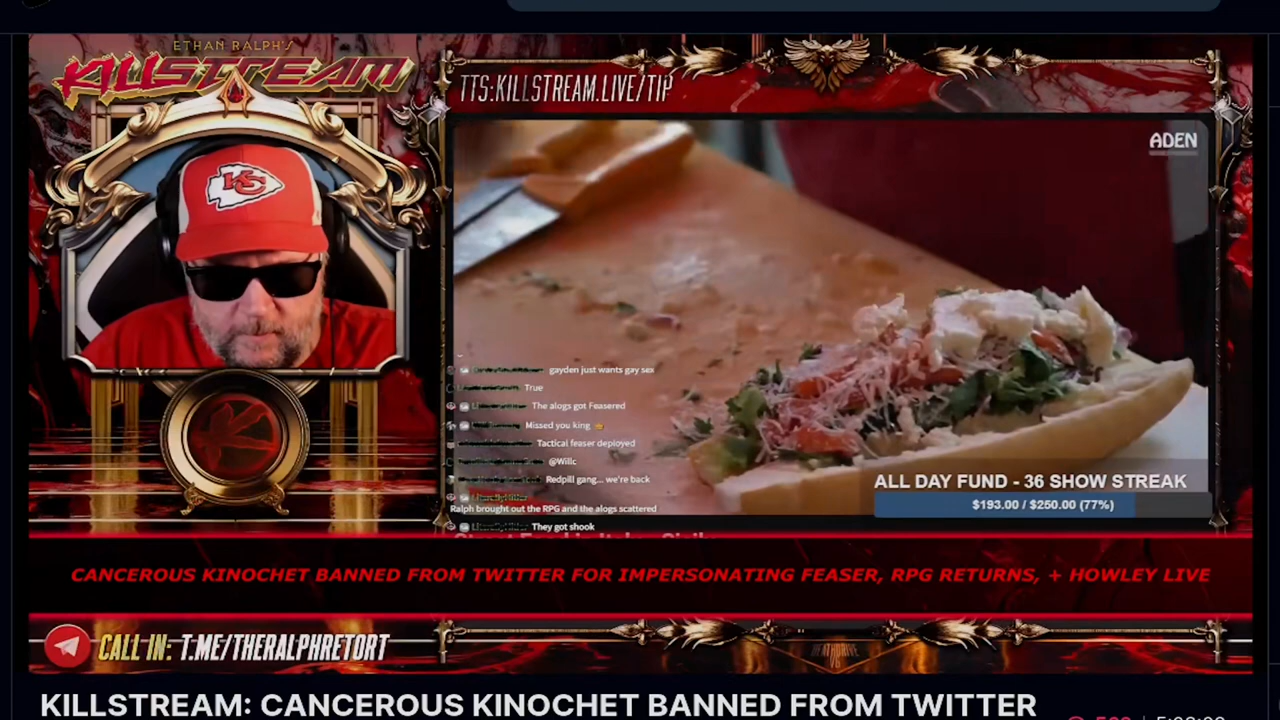 ETHAN RALPH'S
KILLSTREAM
TTS:KILLSTREAM.LIVE/TIP
KC
ADEN
gayden just wants gay sex
True
The alogs got Feasered
Missed you king
Tactical feaser deployed
@Willc
Redpill gang... we're back
Ralph brought out the RPG and the alogs scattered
They got shook
ALL DAY FUND - 36 SHOW STREAK
$193.00 / $250.00 (77%)
CANCEROUS KINOCHET BANNED FROM TWITTER FOR IMPERSONATING FEASER, RPG RETURNS, + HOWLEY LIVE
CALL IN: T.ME/THERALPHRETORT
KILLSTREAM: CANCEROUS KINOCHET BANNED FROM TWITTER